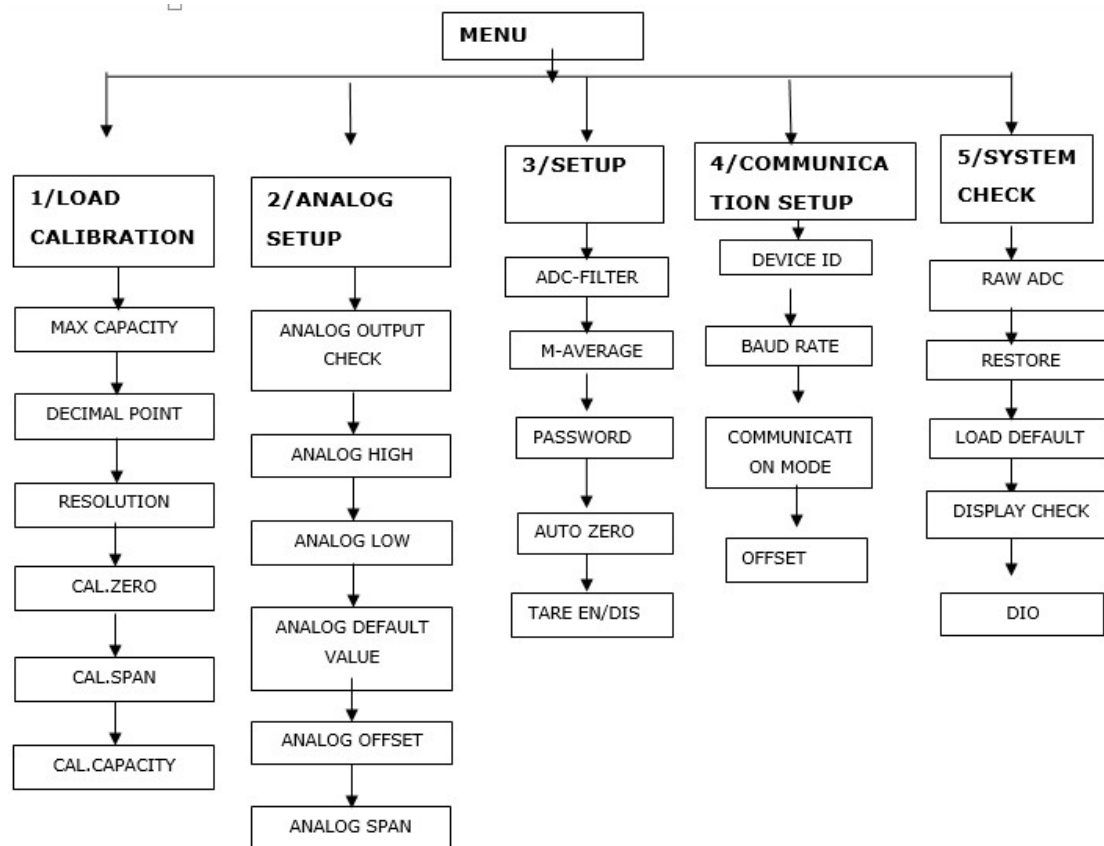 MENU
1/LOAD
CALIBRATION
MAX CAPACITY
DECIMAL POINT
RESOLUTION
CAL.ZERO
CAL.SPAN
CAL.CAPACITY
2/ANALOG
SETUP
ANALOG OUTPUT
CHECK
ANALOG HIGH
ANALOG LOW
ANALOG DEFAULT
VALUE
ANALOG OFFSET
ANALOG SPAN
3/SETUP
ADC-FILTER
M-AVERAGE
PASSWORD
AUTO ZERO
TARE EN/DIS
4/COMMUNICA
TION SETUP
DEVICE ID
BAUD RATE
COMMUNICATI
ON MODE
OFFSET
5/SYSTEM
CHECK
RAW ADC
RESTORE
LOAD DEFAULT
DISPLAY CHECK
DIO